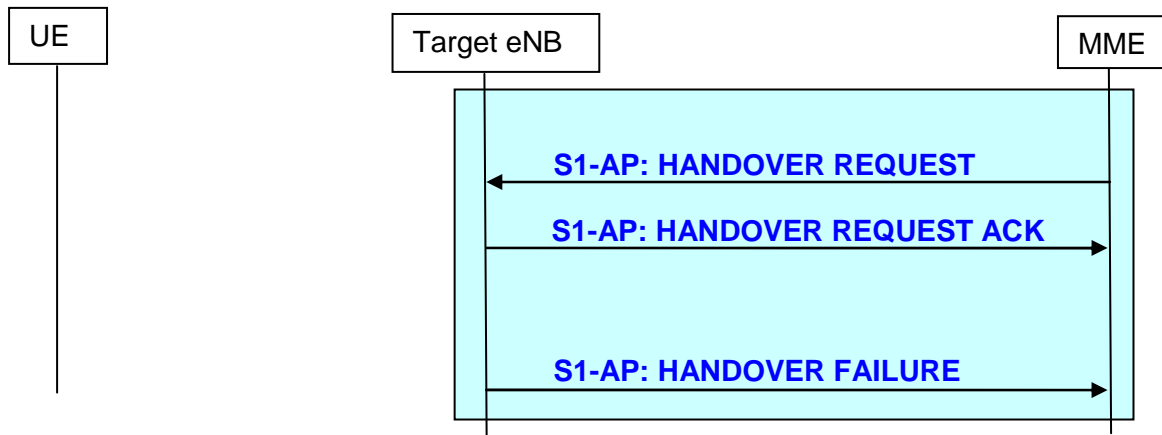 UE
Target eNB
MME
S1-AP: HANDOVER REQUEST
S1-AP: HANDOVER REQUEST ACK
S1-AP: HANDOVER FAILURE